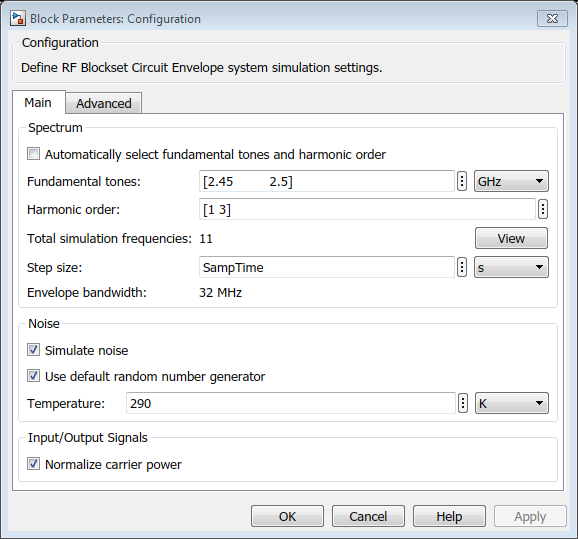 Block Parameters: Configuration
Configuration
Define RF Blockset Circuit Envelope system simulation settings.
Main Advanced
Spectrum
Automatically select fundamental tones and harmonic order
Fundamental tones: [2.45 2.5] GHz
Harmonic order: [1 3]
Total simulation frequencies: 11 View
Step size: SampTime s
Envelope bandwidth: 32 MHz
Noise
Simulate noise
Use default random number generator
Temperature: 290 K
Input/Output Signals
Normalize carrier power
OK Cancel Help Apply